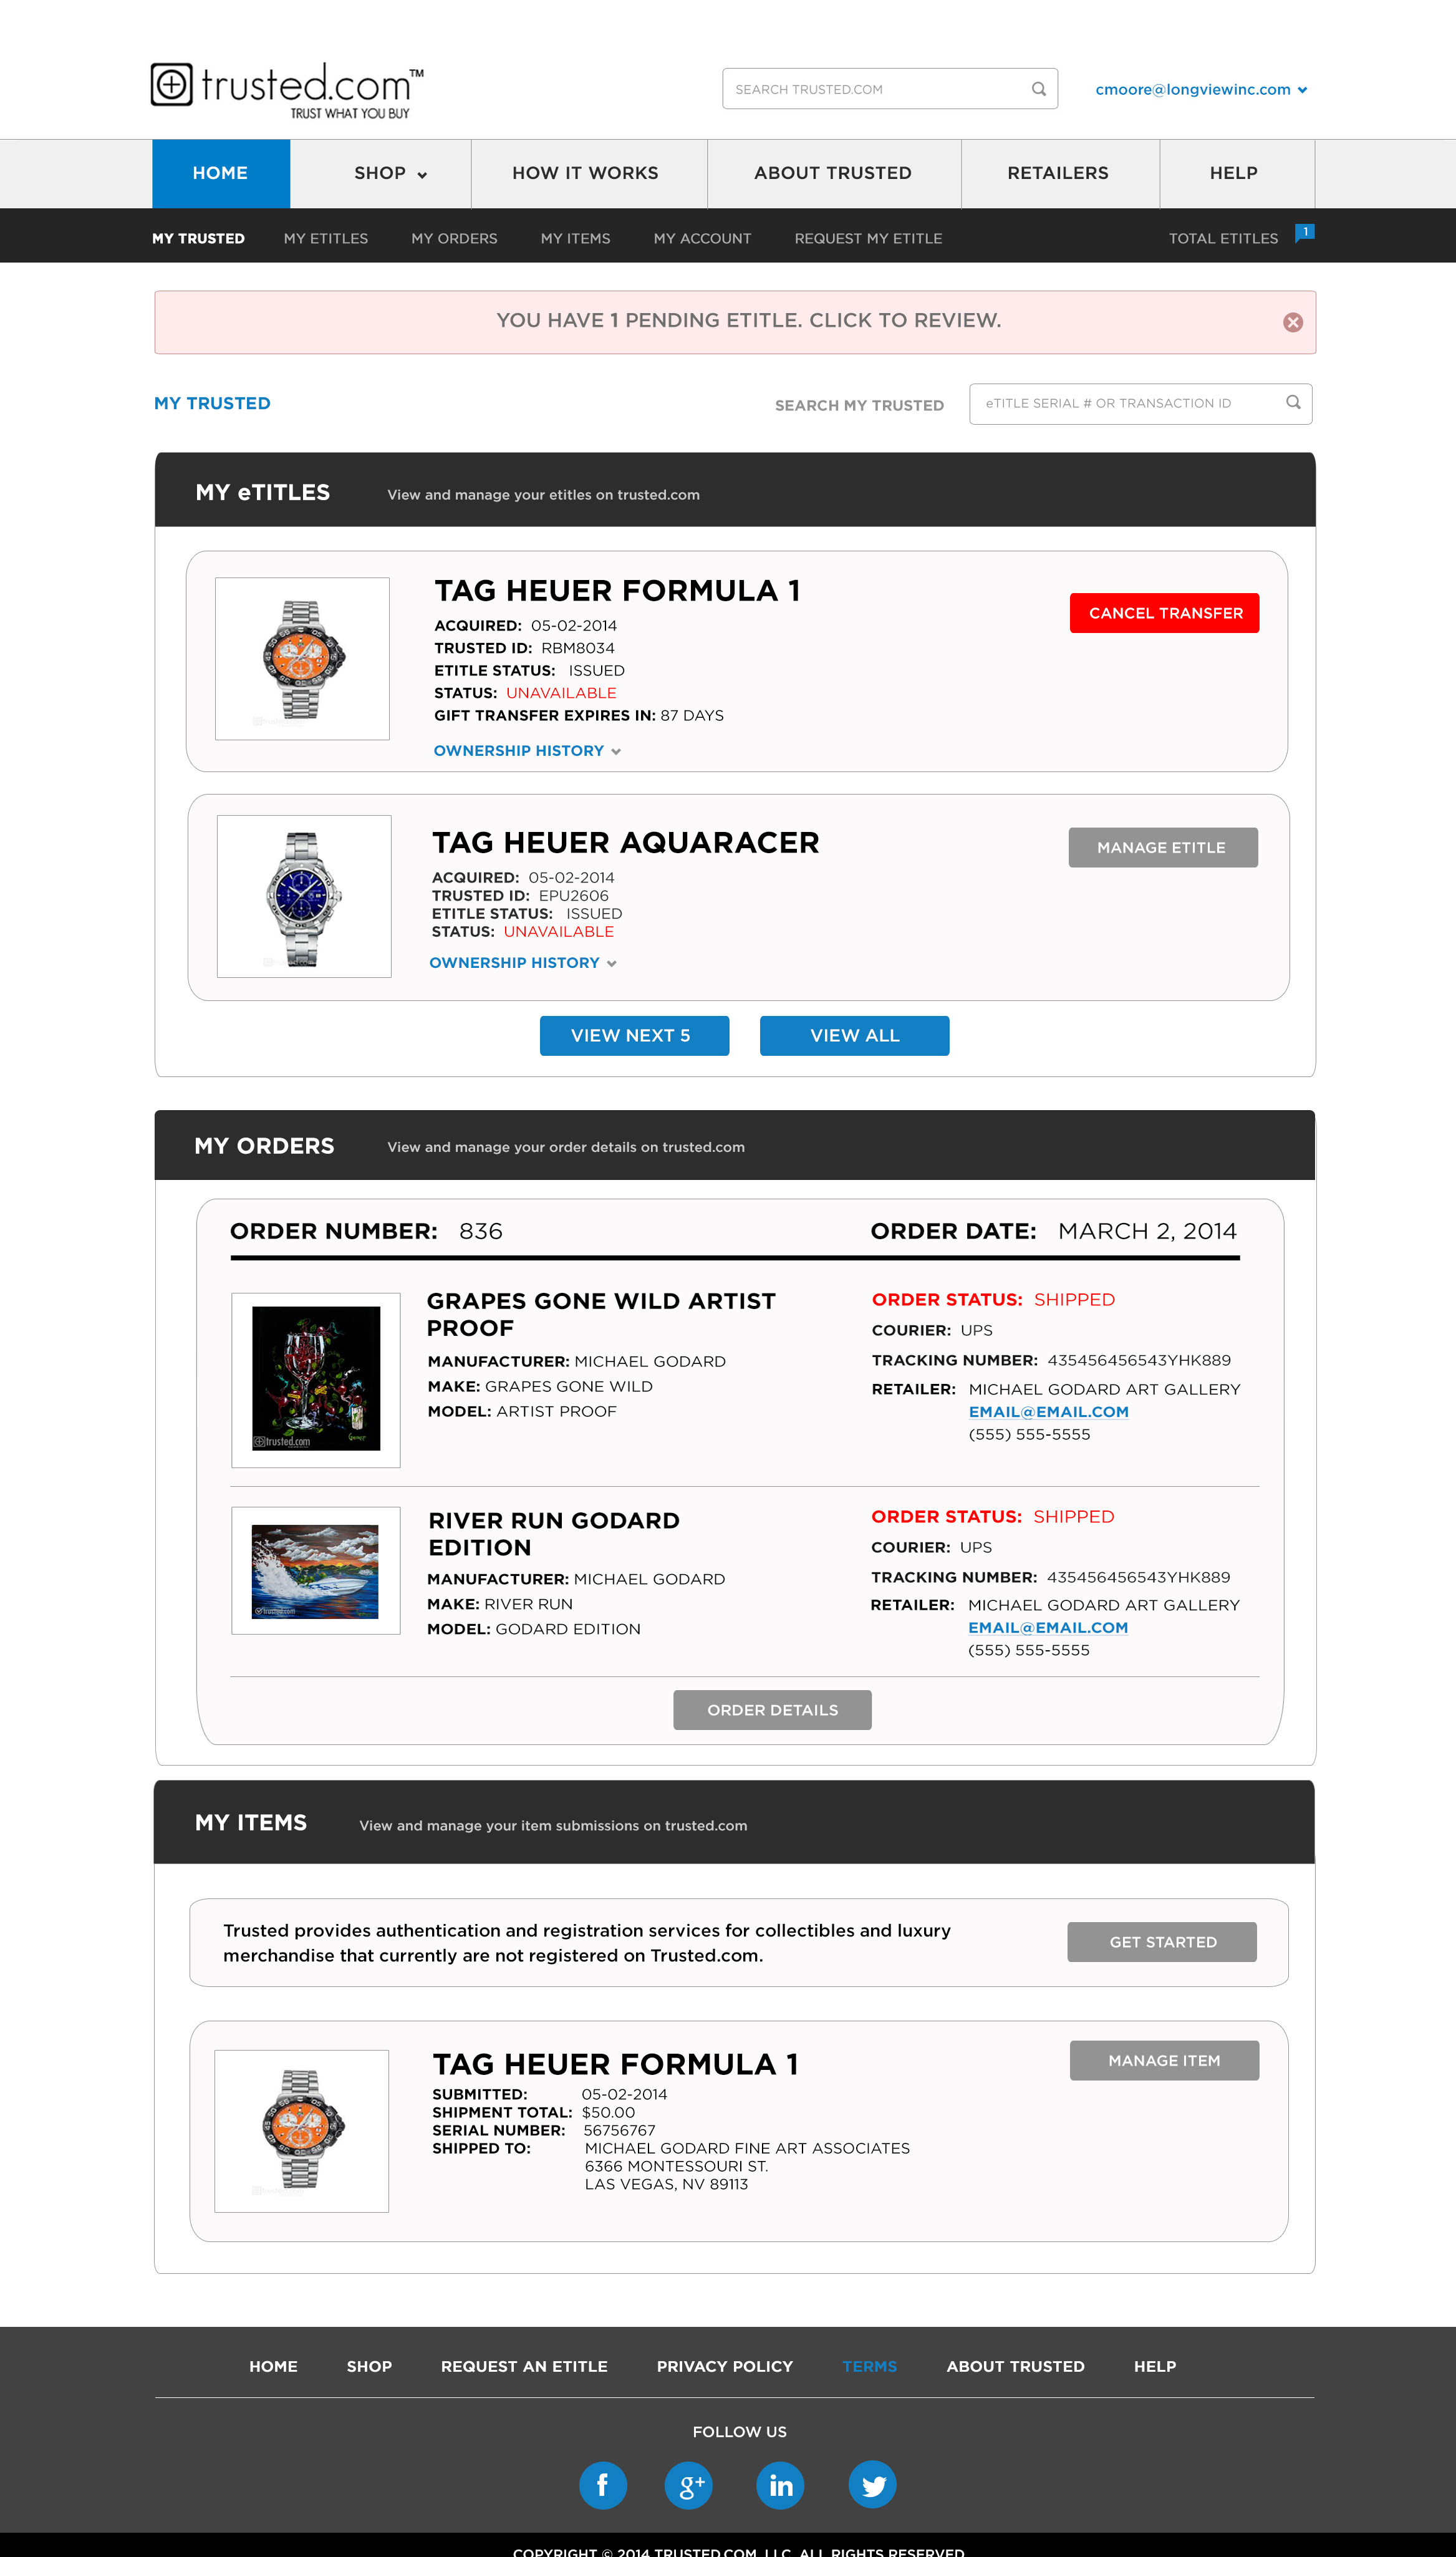 trusted.com™
TRUST WHAT YOU BUY
SEARCH TRUSTED.COM
cmoore@longviewinc.com
HOME
SHOP
HOW IT WORKS
ABOUT TRUSTED
RETAILERS
HELP
MY TRUSTED
MY ETITLES
MY ORDERS
MY ITEMS
MY ACCOUNT
REQUEST MY ETITLE
TOTAL ETITLES
1
YOU HAVE 1 PENDING ETITLE. CLICK TO REVIEW.
MY TRUSTED
SEARCH MY TRUSTED
eTITLE SERIAL # OR TRANSACTION ID
MY eTITLES
View and manage your etitles on trusted.com
TAG HEUER FORMULA 1
CANCEL TRANSFER
ACQUIRED: 05-02-2014
TRUSTED ID: RBM8034
ETITLE STATUS: ISSUED
STATUS: UNAVAILABLE
GIFT TRANSFER EXPIRES IN: 87 DAYS
OWNERSHIP HISTORY
TAG HEUER AQUARACER
MANAGE ETITLE
ACQUIRED: 05-02-2014
TRUSTED ID: EPU2606
ETITLE STATUS: ISSUED
STATUS: UNAVAILABLE
OWNERSHIP HISTORY
VIEW NEXT 5
VIEW ALL
MY ORDERS
View and manage your order details on trusted.com
ORDER NUMBER: 836
ORDER DATE: MARCH 2, 2014
GRAPES GONE WILD ARTIST
PROOF
MANUFACTURER: MICHAEL GODARD
MAKE: GRAPES GONE WILD
MODEL: ARTIST PROOF
trusted.com
ORDER STATUS: SHIPPED
COURIER: UPS
TRACKING NUMBER: 435456456543YHK889
RETAILER: MICHAEL GODARD ART GALLERY
EMAIL@EMAIL.COM
(555) 555-5555
RIVER RUN GODARD
EDITION
MANUFACTURER: MICHAEL GODARD
MAKE: RIVER RUN
MODEL: GODARD EDITION
trusted.com
ORDER STATUS: SHIPPED
COURIER: UPS
TRACKING NUMBER: 435456456543YHK889
RETAILER: MICHAEL GODARD ART GALLERY
EMAIL@EMAIL.COM
(555) 555-5555
ORDER DETAILS
MY ITEMS
View and manage your item submissions on trusted.com
Trusted provides authentication and registration services for collectibles and luxury
merchandise that currently are not registered on Trusted.com.
GET STARTED
TAG HEUER FORMULA 1
MANAGE ITEM
SUBMITTED: 05-02-2014
SHIPMENT TOTAL: $50.00
SERIAL NUMBER: 56756767
SHIPPED TO: MICHAEL GODARD FINE ART ASSOCIATES
6366 MONTESSOURI ST.
LAS VEGAS, NV 89113
HOME
SHOP
REQUEST AN ETITLE
PRIVACY POLICY
TERMS
ABOUT TRUSTED
HELP
FOLLOW US
f
g+
in
COPYRIGHT © 2014 TRUSTED.COM, LLC. ALL RIGHTS RESERVED